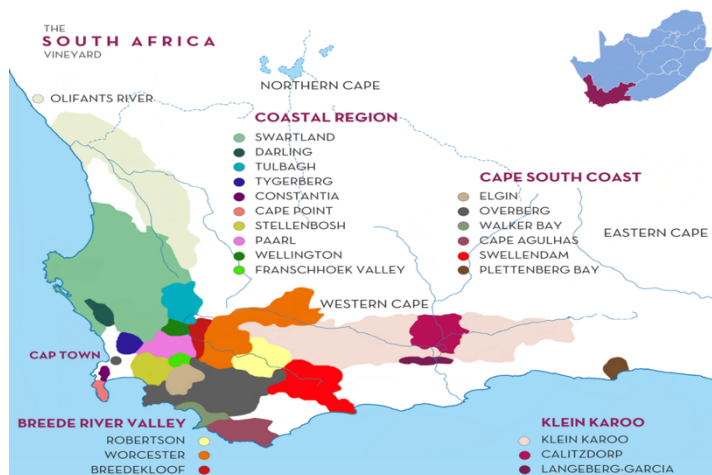 THE
SOUTH AFRICA
VINEYARD
OLIFANTS RIVER
NORTHERN CAPE
COASTAL REGION
SWARTLAND
DARLING
TULBAGH
TYGERBERG
CONSTANTIA
CAPE POINT
STELLENBOSH
PAARL
WELLINGTON
FRANSCHHOEK VALLEY
CAPE SOUTH COAST
ELGIN
OVERBERG
WALKER BAY
CAPE AGULHAS
SWELLENDAM
PLETTENBERG BAY
EASTERN CAPE
WESTERN CAPE
CAP TOWN
BREEDE RIVER VALLEY
ROBERTSON
WORCESTER
BREEDEKLOOF
KLEIN KAROO
KLEIN KAROO
CALITZDORP
LANGEBERG-GARCIA